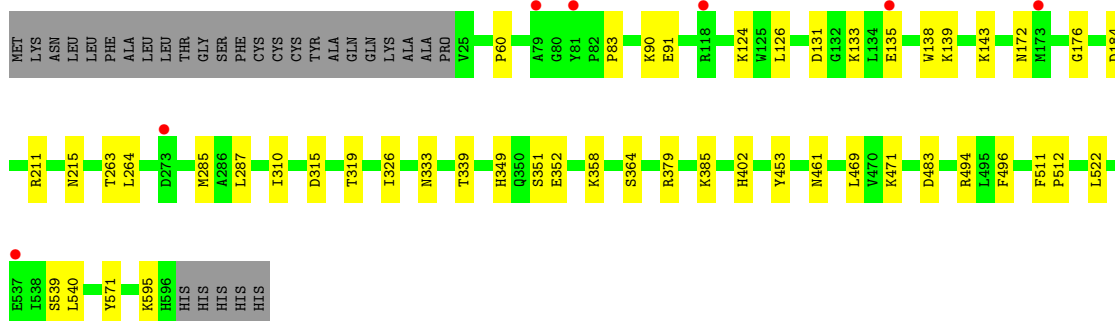 MET LYS ASN LEU LEU PHE ALA LEU LEU THR GLY SER PHE CYS CYS CYS TYR ALA GLN GLN LYS ALA ALA PRO V25 P60 A79 G80 Y81 P82 P83 K90 E91 R118 K124 W125 L126 D131 G132 K133 L134 E135 W138 K139 K143 N172 M173 G176
R211 N215 T263 L264 D273 M285 A286 L287 I310 D315 T319 I326 N333 T339 H349 Q350 S351 E352 K358 S364 R379 K385 H402 Y453 N461 L469 V470 K471 D483 R494 L495 F496 F511 P512 L522
E537 I538 S539 L540 Y571 K595 H596 HIS HIS HIS HIS HIS